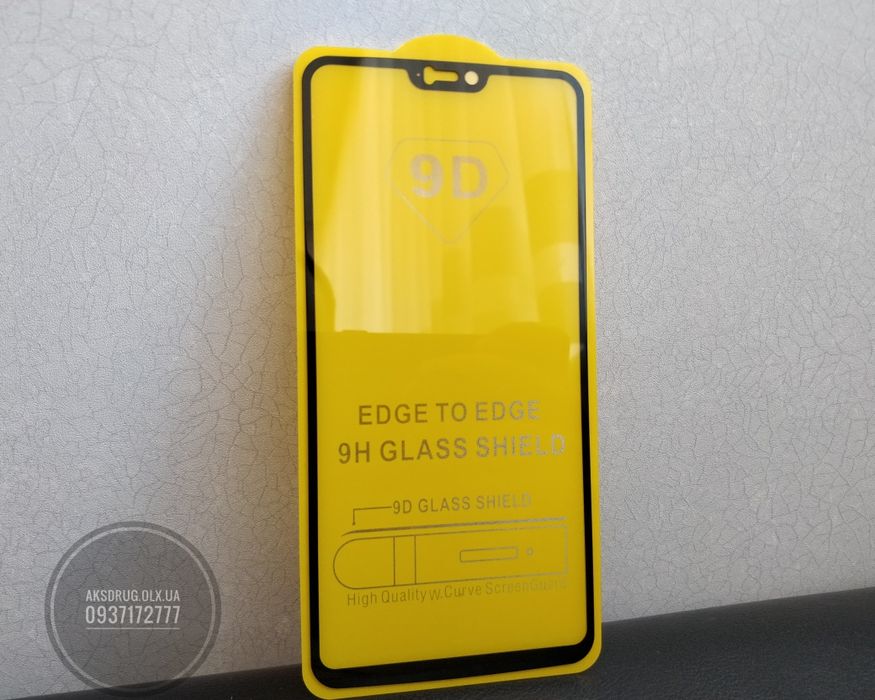 9D
EDGE TO EDGE
9H GLASS SHIELD
9D GLASS SHIELD
High Quality w.Curve ScreenGuard
AKSDRUG.OLX.UA
0937172777